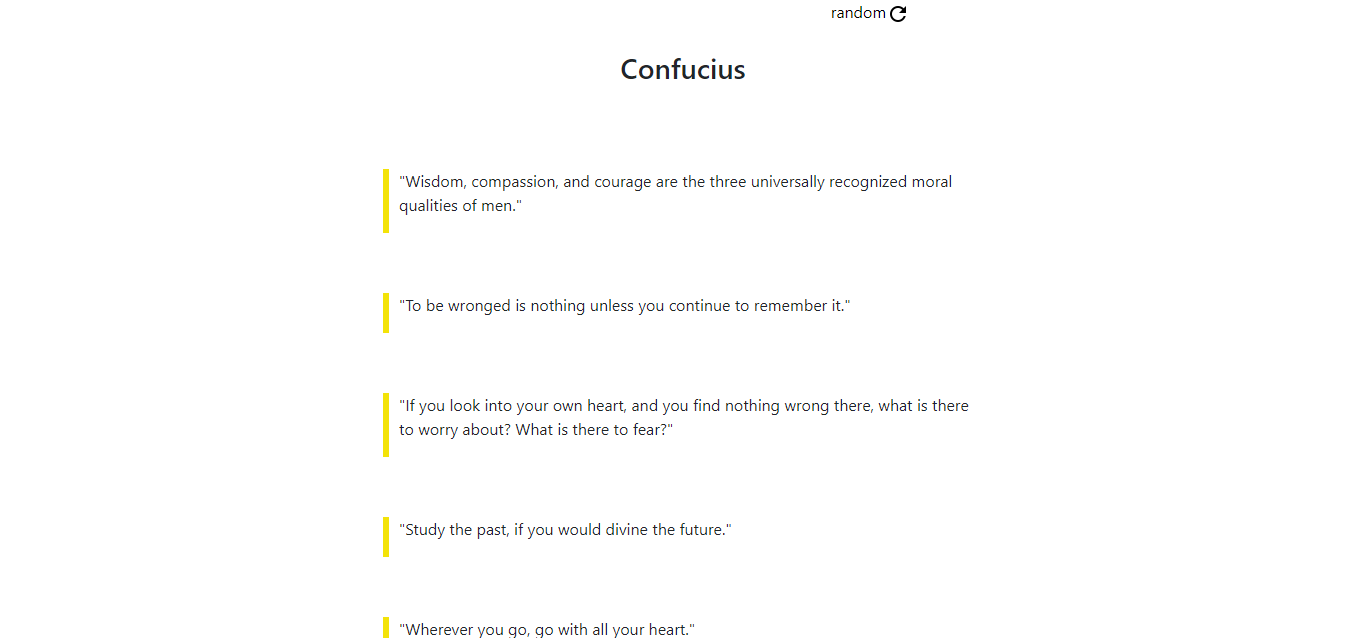 random
Confucius
"Wisdom, compassion, and courage are the three universally recognized moral
qualities of men."
"To be wronged is nothing unless you continue to remember it."
"If you look into your own heart, and you find nothing wrong there, what is there
to worry about? What is there to fear?"
"Study the past, if you would divine the future."
"Wherever you go, go with all your heart."